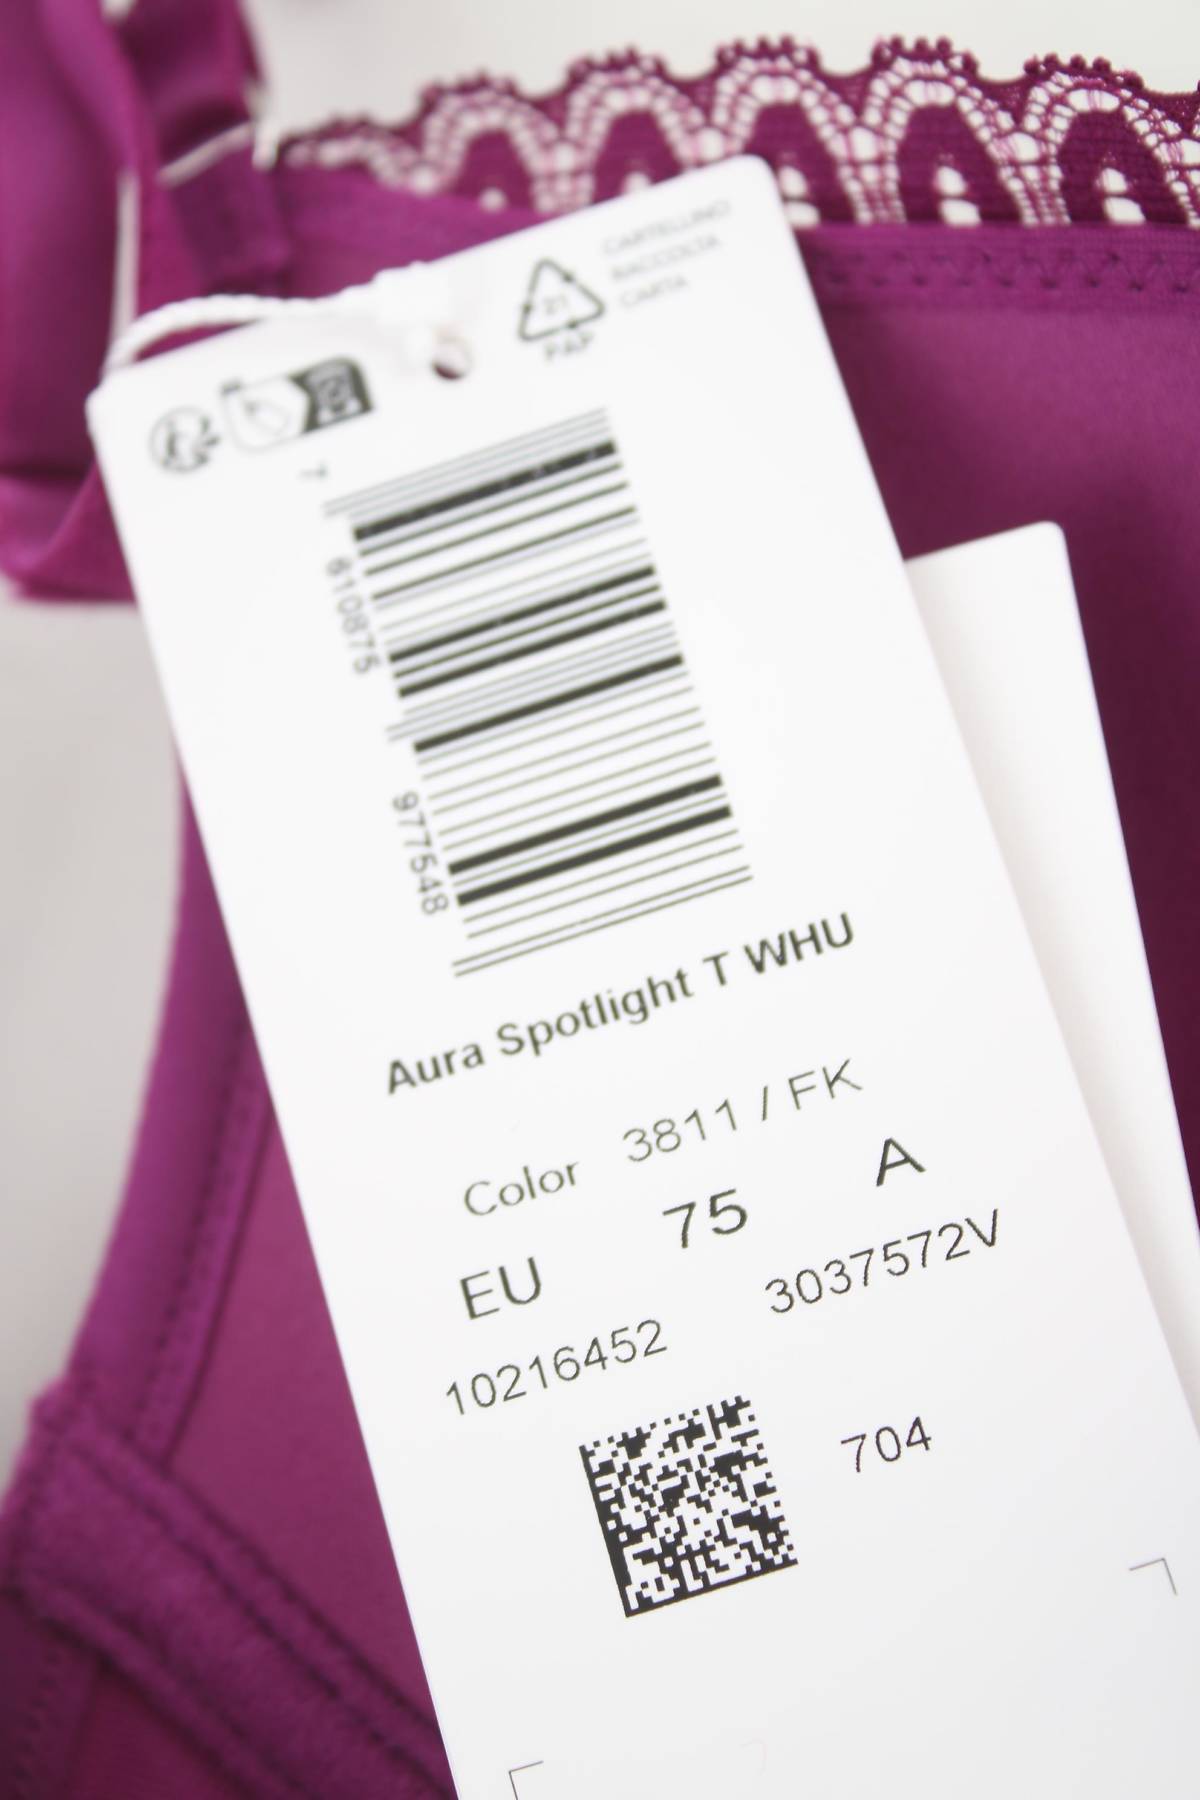 CARTELLINO
RACCOLTA
CARTA
21
PAP
7
610875
977548
Aura Spotlight T WHU
Color 3811 / FK
EU 75 A
10216452 3037572V
704